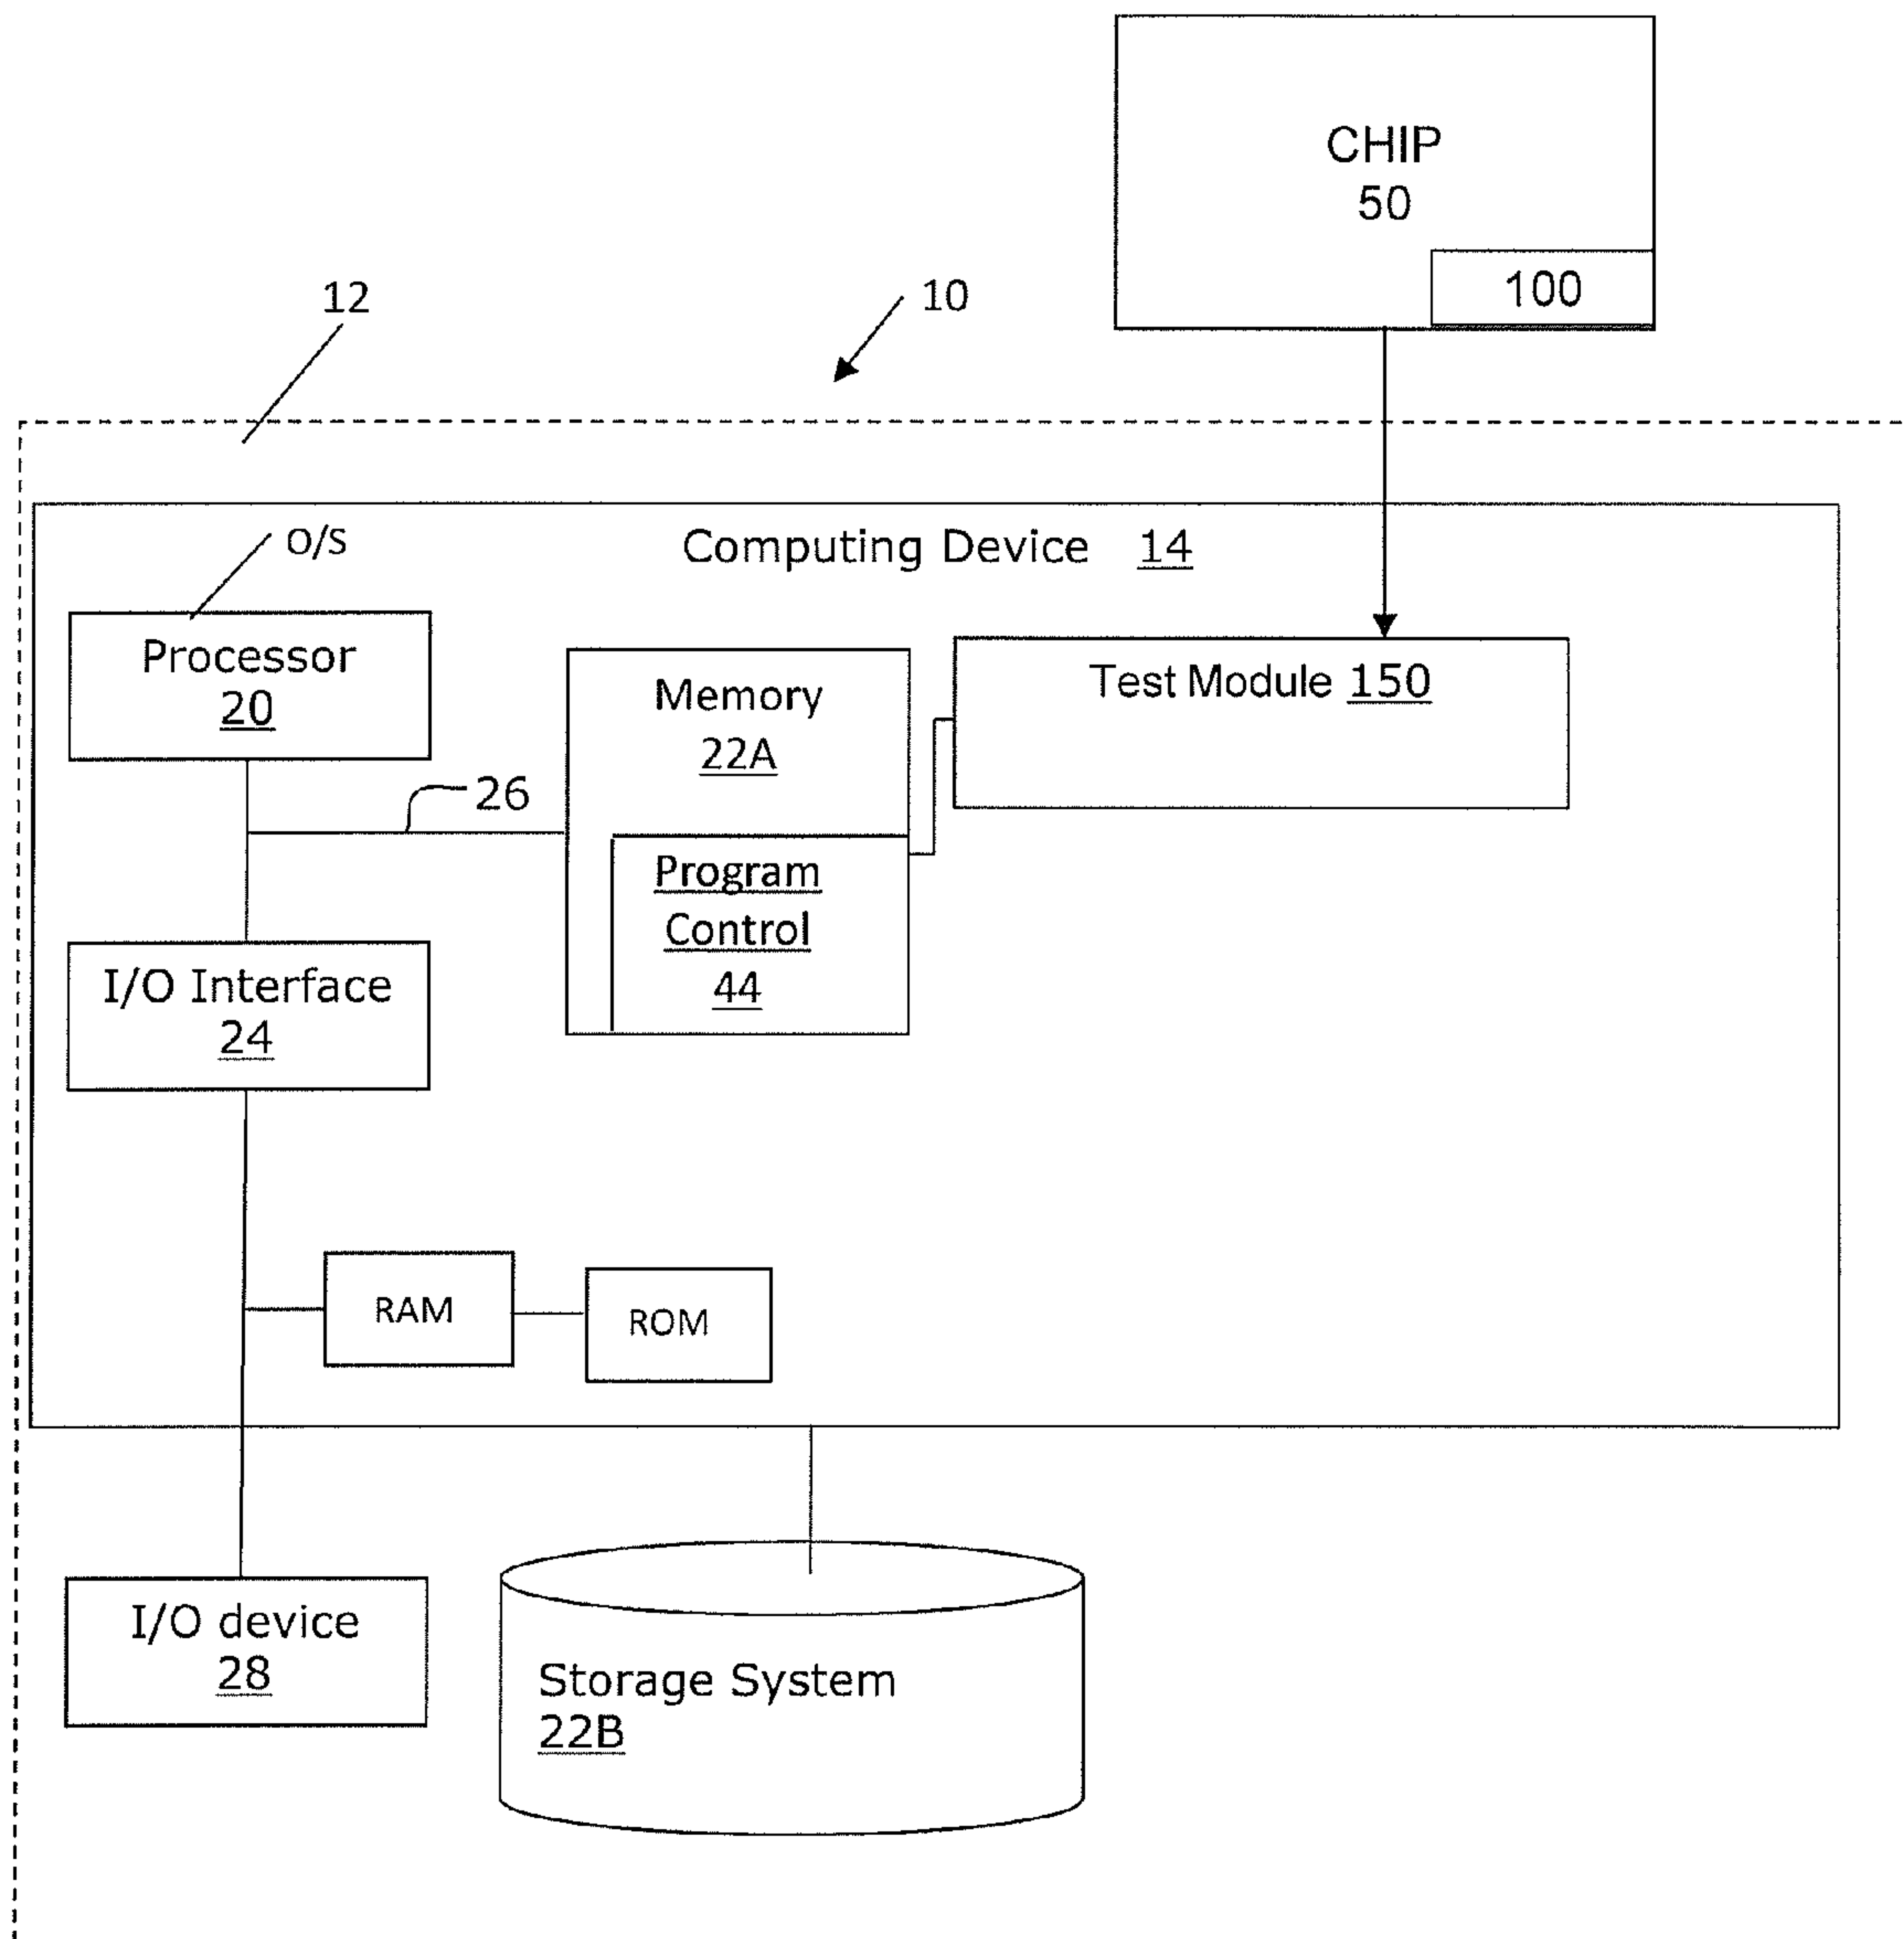 CHIP
50
100
12
10
O/S
Computing Device 14
Processor
20
Memory
22A
Test Module 150
26
Program
Control
44
I/O Interface
24
RAM
ROM
I/O device
28
Storage System
22B